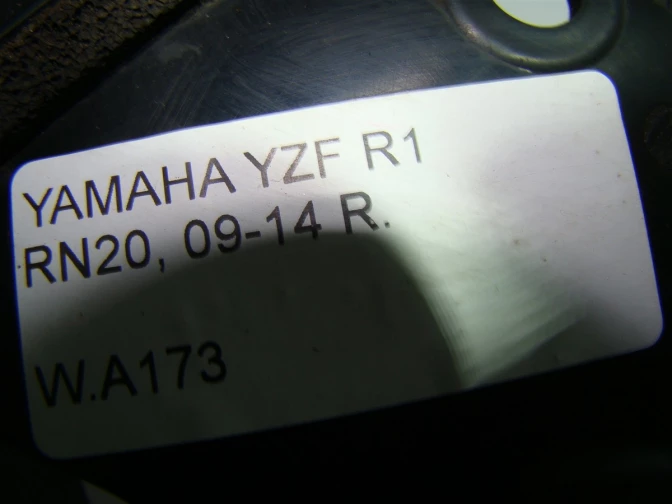 YAMAHA YZF R1
RN20, 09-14 R.
W.A173